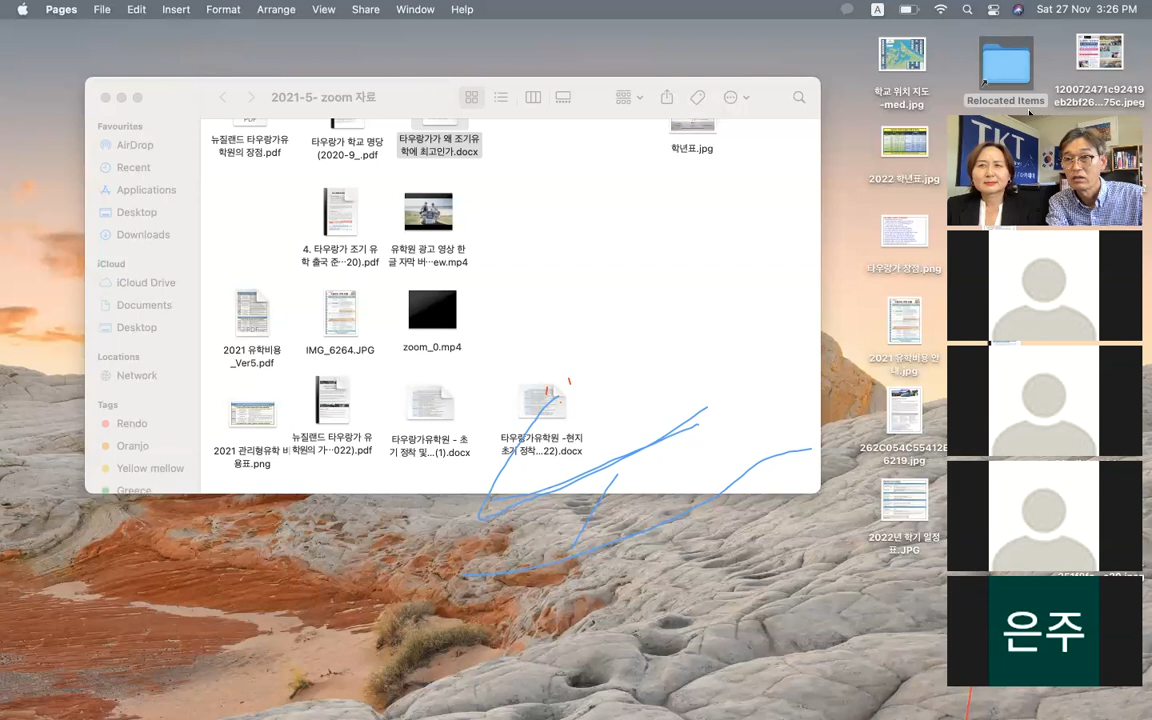 Pages File Edit Insert Format Arrange View Share Window Help
A
Sat 27 Nov 3:26 PM
2021-5- zoom 자료
Favourites
AirDrop
Recent
Applications
Desktop
Downloads
iCloud
iCloud Drive
Documents
Desktop
Locations
Network
Tags
Rendo
Oranjo
Yellow mellow
Greece
PDF
뉴질랜드 타우랑가유
학원의 장점.pdf
타우랑가 학교 명당
(2020-9_.pdf
타우랑가가 왜 조기유
학에 최고인가.docx
학년표.jpg
4. 타우랑가 조기 유
학 출국 준...20).pdf
유학원 광고 영상 한
글 자막 버...ew.mp4
PDF
2021 유학비용
_Ver5.pdf
IMG_6264.JPG
zoom_0.mp4
2021 관리형유학 비
용표.png
뉴질랜드 타우랑가 유
학원의 가...022).pdf
타우랑가유학원 - 초
기 정착 및...(1).docx
타우랑가유학원 -현지
초기 정착...22).docx
학교 위치 지도
-med.jpg
Relocated Items
120072471c92419
eb2bf26...75c.jpeg
2022 학년표.jpg
타우랑가 장점.png
2021 유학비용 안
내.jpg
262C054C55412E
6219.jpg
2022년 학기 일정
표.JPG
TKT
은주